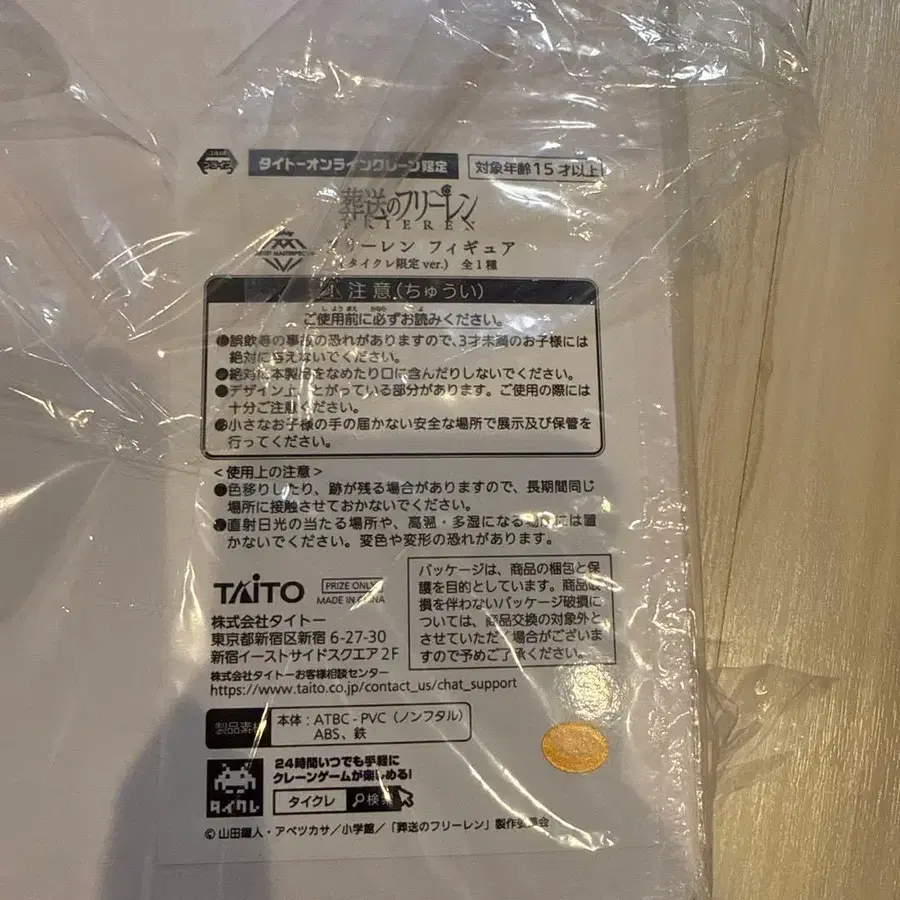 タイトーオンラインクレーン限定
対象年齢15才以上
葬送のフリーレン
FRIEREN
フリーレン フィギュア
(タイクレ限定ver.) 全1種
注意(ちゅうい)
ご使用前に必ずお読みください。
●誤飲等の事故の恐れがありますので、3才未満のお子様には
絶対に与えないでください。
●絶対に本製品をなめたり口に含んだりしないでください。
●デザイン上、とがっている部分があります。ご使用の際には
十分ご注意ください。
●小さなお子様の手の届かない安全な場所で展示及び保管を
行ってください。
<使用上の注意>
●色移りしたり、跡が残る場合がありますので、長期間同じ
場所に接触させておかないでください。
●直射日光の当たる場所や、高温・多湿になる場所には置
かないでください。変色や変形の恐れがあります。
TAITO
PRIZE ONLY
MADE IN CHINA
株式会社タイトー
東京都新宿区新宿 6-27-30
新宿イーストサイドスクエア 2F
株式会社タイトーお客様相談センター
https://www.taito.co.jp/contact_us/chat_support
パッケージは、商品の梱包と保
護を目的としています。商品破
損を伴わないパッケージ破損に
ついては、商品交換の対象外と
させていただく場合がございま
すので予めご了承ください。
製品素材
本体:ATBC-PVC(ノンフタル)
ABS、鉄
タイクレ
24時間いつでも手軽に
クレーンゲームが楽しめる!
タイクレ 検索
©山田鐘人・アベツカサ/小学館/「葬送のフリーレン」製作委員会